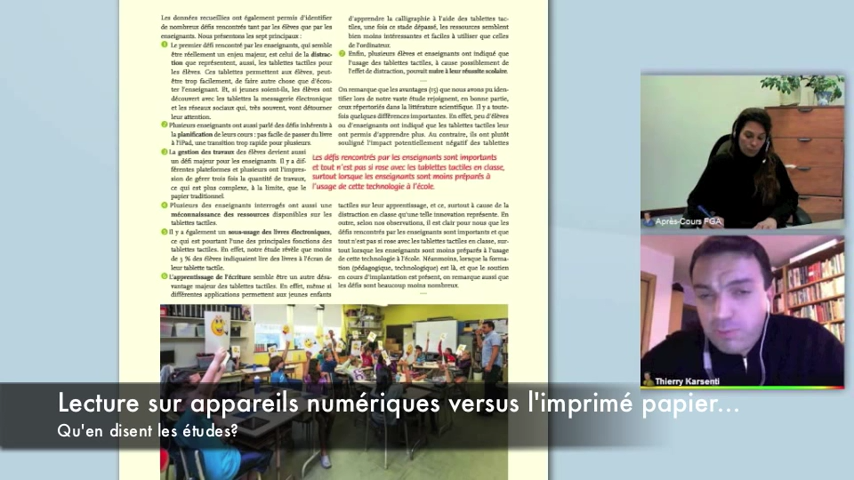 Les données recueillies ont également permis d'identifier
de nombreux défis rencontrés tant par les élèves que par les
enseignants. Nous présentons les sept principaux :
1 Le premier défi rencontré par les enseignants, qui semble
être réellement un enjeu majeur, est celui de la distrac-
tion que représentent, aussi, les tablettes tactiles pour
les élèves. Ces tablettes permettent aux élèves, peut-
être trop facilement, de faire autre chose que d'écou-
ter l'enseignant. Et, si jeunes soient-ils, les élèves ont
découvert avec les tablettes la messagerie électronique
et les réseaux sociaux qui, très souvent, vont détourner
leur attention.
2 Plusieurs enseignants ont aussi parlé des défis inhérents à
la planification de leurs cours : pas facile de passer du livre
à l'iPad, une transition trop rapide pour plusieurs.
3 La gestion des travaux des élèves devient aussi
un défi majeur pour les enseignants. Il y a dif-
férentes plateformes et plusieurs ont l'impres-
sion de gérer trois fois la quantité de travaux,
ce qui est plus complexe, à la limite, que le
papier traditionnel.
4 Plusieurs des enseignants interrogés ont aussi une
méconnaissance des ressources disponibles sur les
tablettes tactiles.
5 Il y a également un sous-usage des livres électroniques,
ce qui est pourtant l'une des principales fonctions des
tablettes tactiles. En effet, notre étude révèle que moins
de 5 % des élèves indiquaient lire des livres à l'écran de
leur tablette tactile.
6 L'apprentissage de l'écriture semble être un autre désa-
vantage majeur des tablettes tactiles. En effet, même si
différentes applications permettent aux jeunes enfants
d'apprendre la calligraphie à l'aide des tablettes tac-
tiles, une fois ce stade dépassé, les ressources semblent
bien moins intéressantes et faciles à utiliser que celles
de l'ordinateur.
7 Enfin, plusieurs élèves et enseignants ont indiqué que
l'usage des tablettes tactiles, à cause possiblement de
l'effet de distraction, pouvait nuire à leur réussite scolaire.
On remarque que les avantages (15) que nous avons pu iden-
tifier lors de notre vaste étude rejoignent, en bonne partie,
ceux répertoriés dans la littérature scientifique. Il y a toute-
fois quelques différences importantes. En effet, peu d'élèves
ou d'enseignants ont indiqué que les tablettes tactiles leur
ont permis d'apprendre plus. Au contraire, ils ont plutôt
souligné l'impact potentiellement négatif des tablettes
Les défis rencontrés par les enseignants sont importants
et tout n'est pas si rose avec les tablettes tactiles en classe,
surtout lorsque les enseignants sont moins préparés à
l'usage de cette technologie à l'école.
tactiles sur leur apprentissage, et ce, surtout à cause de la
distraction en classe qu'une telle innovation représente. En
outre, selon nos observations, il est clair pour nous que les
défis rencontrés par les enseignants sont importants et que
tout n'est pas si rose avec les tablettes tactiles en classe, sur-
tout lorsque les enseignants sont moins préparés à l'usage
de cette technologie à l'école. Néanmoins, lorsque la forma-
tion (pédagogique, technologique) est là, et que le soutien
en cours d'implantation est présent, on remarque aussi que
les défis sont beaucoup moins nombreux.
Après-Cours FGA
Thierry Karsenti
Lecture sur appareils numériques versus l'imprimé papier...
Qu'en disent les études?